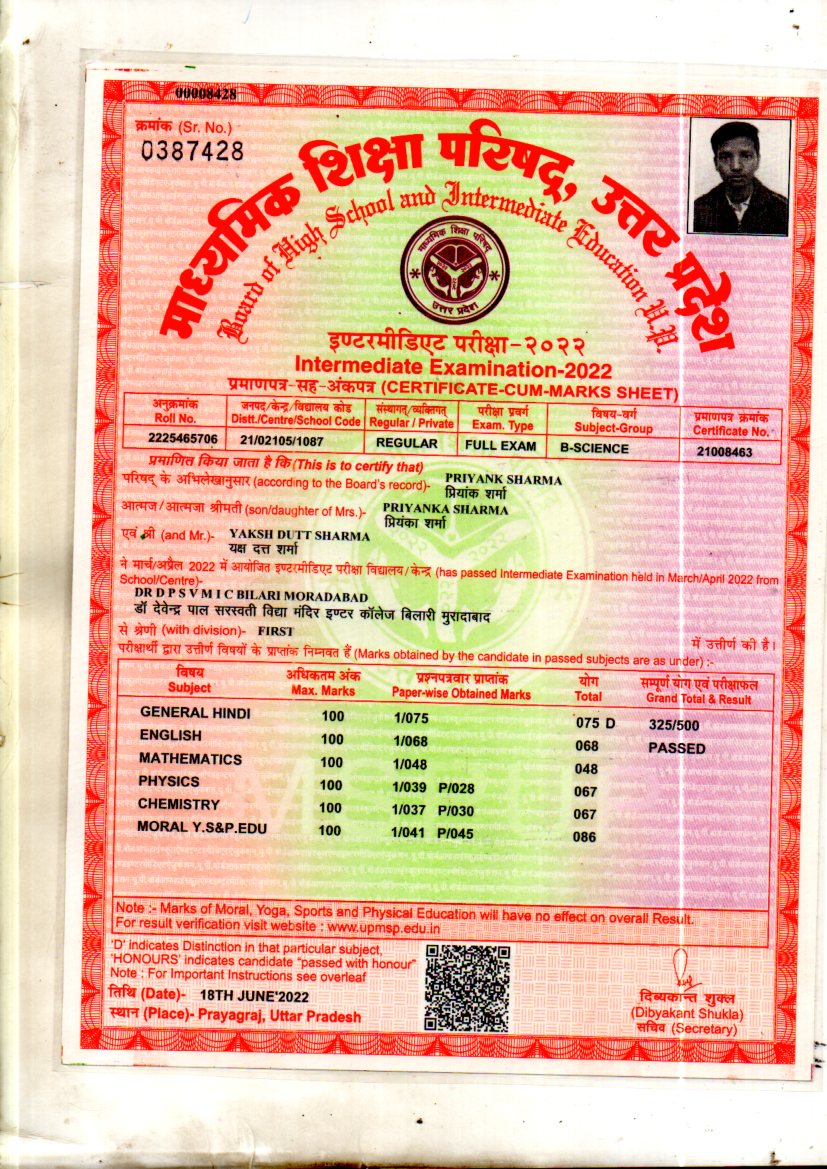 00008428
क्रमांक (Sr. No.)
0387428
माध्यमिक शिक्षा परिषद्, उत्तर प्रदेश
Board of High School and Intermediate Education U.P.
माध्यमिक शिक्षा परिषद्
उत्तर प्रदेश
इण्टरमीडिएट परीक्षा-२०२२
Intermediate Examination-2022
प्रमाणपत्र-सह-अंकपत्र (CERTIFICATE-CUM-MARKS SHEET)
अनुक्रमांक जनपद/केन्द्र/विद्यालय कोड संस्थागत/व्यक्तिगत परीक्षा प्रवर्ग विषय-वर्ग प्रमाणपत्र क्रमांक
Roll No. Distt./Centre/School Code Regular / Private Exam. Type Subject-Group Certificate No.
2225465706 21/02105/1087 REGULAR FULL EXAM B-SCIENCE 21008463
प्रमाणित किया जाता है कि (This is to certify that)
परिषद् के अभिलेखानुसार (according to the Board's record)- PRIYANK SHARMA
प्रियांक शर्मा
आत्मज/आत्मजा श्रीमती (son/daughter of Mrs.)- PRIYANKA SHARMA
प्रियंका शर्मा
एवं श्री (and Mr.)- YAKSH DUTT SHARMA
यक्ष दत्त शर्मा
ने मार्च/अप्रैल 2022 में आयोजित इण्टरमीडिएट परीक्षा विद्यालय/केन्द्र (has passed Intermediate Examination held in March/April 2022 from
School/Centre)-
DR D P S V M I C BILARI MORADABAD
डॉ देवेन्द्र पाल सरस्वती विद्या मंदिर इण्टर कॉलेज बिलारी मुरादाबाद
से श्रेणी (with division)- FIRST में उत्तीर्ण की है।
परीक्षार्थी द्वारा उत्तीर्ण विषयों के प्राप्तांक निम्नवत हैं (Marks obtained by the candidate in passed subjects are as under) :-
विषय अधिकतम अंक प्रश्नपत्रवार प्राप्तांक योग सम्पूर्ण योग एवं परीक्षाफल
Subject Max. Marks Paper-wise Obtained Marks Total Grand Total & Result
GENERAL HINDI 100 1/075 075 D 325/500
ENGLISH 100 1/068 068 PASSED
MATHEMATICS 100 1/048 048
PHYSICS 100 1/039 P/028 067
CHEMISTRY 100 1/037 P/030 067
MORAL Y.S&P.EDU 100 1/041 P/045 086
Note :- Marks of Moral, Yoga, Sports and Physical Education will have no effect on overall Result.
For result verification visit website : www.upmsp.edu.in
'D' indicates Distinction in that particular subject,
'HONOURS' indicates candidate "passed with honour"
Note : For Important Instructions see overleaf
तिथि (Date)- 18TH JUNE'2022
स्थान (Place)- Prayagraj, Uttar Pradesh
दिब्यकान्त शुक्ल
(Dibyakant Shukla)
सचिव (Secretary)